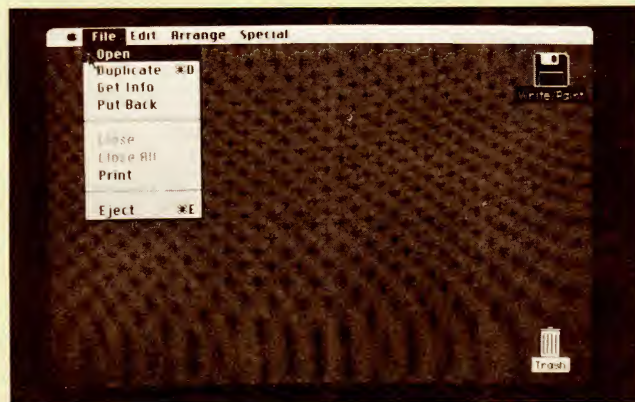 File Edit Arrange Special
Open
Duplicate ⌘D
Get Info
Put Back
Close
Close All
Print
Eject ⌘E
Write/Paint
Trash